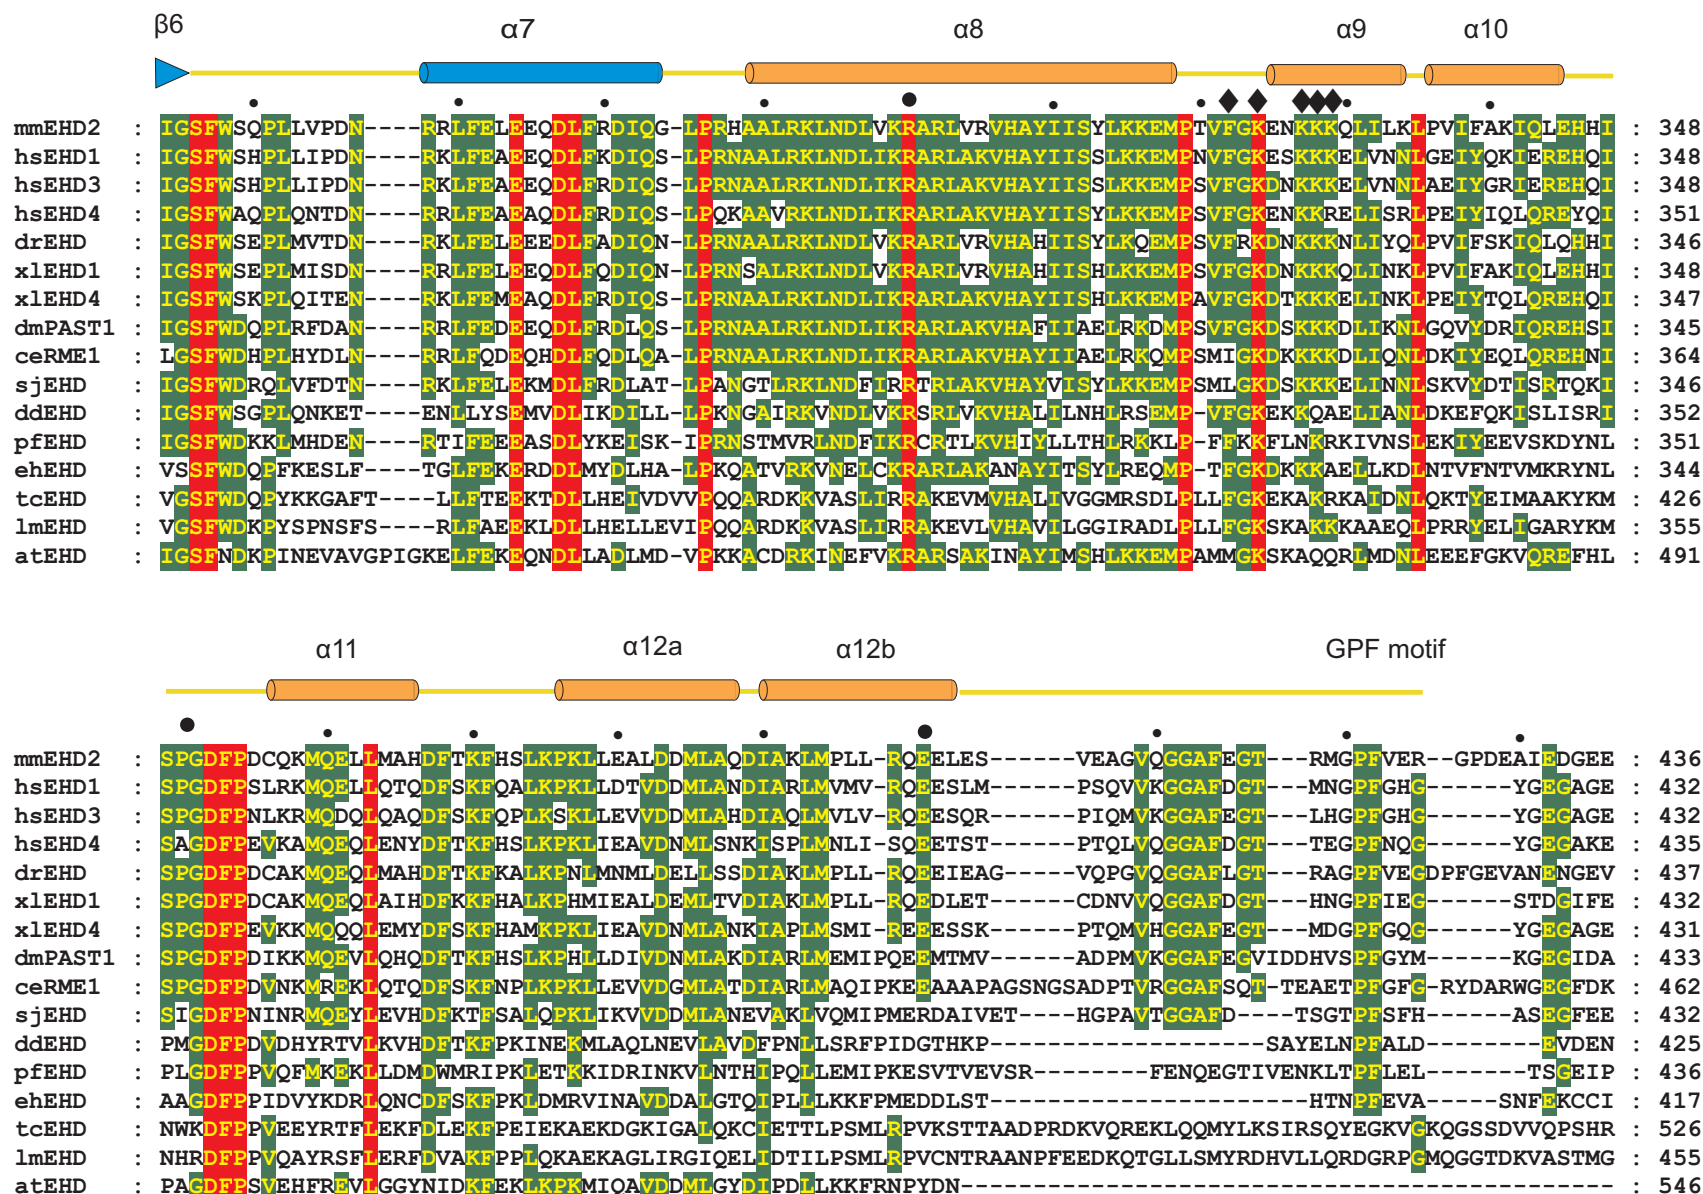 β6 α7 α8 α9 α10
mmEHD2 : IGSFWSQPLLVPDN----RRLFELEEQDLFRDIQG-LPRHAALRKLNDLVKRARLVRVHAYIISYLKKEMPTVFGKENKKKQLILKLPVIFAKIQLEHHI : 348
hsEHD1 : IGSFWSHPLLIPDN----RKLFEAEEQDLFKDIQS-LPRNAALRKLNDLIKRARLAKVHAYIISSLKKEMPNVFGKESKKKELVNNLGEIYQKIEREHQI : 348
hsEHD3 : IGSFWSHPLLIPDN----RKLFEAEEQDLFRDIQS-LPRNAALRKLNDLIKRARLAKVHAYIISSLKKEMPSVFGKDNKKKELVNNLAEIYGRIEREHQI : 348
hsEHD4 : IGSFWAQPLQNTDN----RRLFEAEAQDLFRDIQS-LPQKAAVRKLNDLIKRARLAKVHAYIISYLKKEMPSVFGKENKKRELISRLPEIYIQLQREYQI : 351
drEHD : IGSFWSEPLMVTDN----RKLFELEEEDLFADIQN-LPRNAALRKLNDLVKRARLVRVHAHIISYLKQEMPSVFRKDNKKKNLIYQLPVIFSKIQLQHHI : 346
xlEHD1 : IGSFWSEPLMISDN----RRLFELEEQDLFQDIQN-LPRNSALRKLNDLVKRARLVRVHAHIISHLKKEMPSVFGKDNKKKQLINKLPVIFAKIQLEHHI : 348
xlEHD4 : IGSFWSKPLQITEN----RKLFEMEAQDLFRDIQS-LPRNAALRKLNDLIKRARLAKVHAYIISHLKKEMPAVFGKDTKKKELINKLPEIYTQLQREHQI : 347
dmPAST1 : IGSFWDQPLRFDAN----RRLFEDEEQDLFRDLQS-LPRNAALRKLNDLIKRARLAKVHAFIIAELRKDMPSVFGKDSKKKDLIKNLGQVYDRIQREHSI : 345
ceRME1 : LGSFWDHPLHYDLN----RRLFQDEQHDLFQDLQA-LPRNAALRKLNDLIKRARLAKVHAYIIAELRKQMPSMIGKDKKKKDLIQNLDKIYEQLQREHNI : 364
sjEHD : IGSFWDRQLVFDTN----RKLFELEKMDLFRDLAT-LPANGTLRKLNDFIRRTRLAKVHAYVISYLKKEMPSMLGKDSKKKELINNLSKVYDTISRTQKI : 346
ddEHD : IGSFWSGPLQNKET----ENLLYSEMVDLIKDILL-LPKNGAIRKVNDLVKRSRLVKVHALILNHLRSEMP-VFGKEKKQAELIANLDKEFQKISLISRI : 352
pfEHD : IGSFWDKKLMHDEN----RTIFEEEASDLYKEISK-IPRNSTMVRLNDFIKRCRTLKVHIYLLTHLRKKLP-FFKKFLNKRKIVNSLEKIYEEVSKDYNL : 351
ehEHD : VSSFWDQPFKESLF----TGLFEKERDDLMYDLHA-LPKQATVRKVNELCKRARLAKANAYITSYLREQMP-TFGKDKKKAELLKDLNTVFNTVMKRYNL : 344
tcEHD : VGSFWDQPYKKGAFT----LLFTEEKTDLLHEIVDVVPQQARDKKVASLIRRAKEVMVHALIVGGMRSDLPLLFGKEKAKRKAIDNLQKTYEIMAAKYKM : 426
lmEHD : VGSFWDKPYSPNSFS----RLFAEEKLDLLHELLEVIPQQARDKKVASLIRRAKEVLVHAVILGGIRADLPLLFGKSKAKKKAAEQLPRRYELIGARYKM : 355
atEHD : IGSFNDKPINEVAVGPIGKELFEKEQNDLLADLMD-VPKKACDRKINEFVKRARSAKINAYIMSHLKKEMPAMMGKSKAQQRLMDNLEEEFGKVQREFHL : 491
α11 α12a α12b GPF motif
mmEHD2 : SPGDFPDCQKMQELLMAHDFTKFHSLKPKLLEALDDMLAQDIAKLMPLL-RQEELES------VEAGVQGGAFEGT---RMGPFVER--GPDEAIEDGEE : 436
hsEHD1 : SPGDFPSLRKMQELLQTQDFSKFQALKPKLLDTVDDMLANDIARLMVMV-RQEESLM------PSQVVKGGAFDGT---MNGPFGHG------YGEGAGE : 432
hsEHD3 : SPGDFPNLKRMQDQLQAQDFSKFQPLKSKLLEVVDDMLAHDIAQLMVLV-RQEESQR------PIQMVKGGAFEGT---LHGPFGHG------YGEGAGE : 432
hsEHD4 : SAGDFPEVKAMQEQLENYDFTKFHSLKPKLIEAVDNMLSNKISPLMNLI-SQEETST------PTQLVQGGAFDGT---TEGPFNQG------YGEGAKE : 435
drEHD : SPGDFPDCAKMQEQLMAHDFTKFKALKPNLMNMLDELLSSDIAKLMPLL-RQEEIEAG-----VQPGVQGGAFLGT---RAGPFVEGDPFGEVANENGEV : 437
xlEHD1 : SPGDFPDCAKMQEQLAIHDFKKFHALKPHMIEALDEMLTVDIAKLMPLL-RQEDLET------CDNVVQGGAFDGT---HNGPFIEG------STDGIFE : 432
xlEHD4 : SPGDFPEVKKMQQQLEMYDFSKFHAMKPKLIEAVDNMLANKIAPLMSMI-REEESSK------PTQMVHGGAFEGT---MDGPFGQG------YGEGAGE : 431
dmPAST1 : SPGDFPDIKKMQEVLQHQDFTKFHSLKPHLLDIVDNMLAKDIARLMEMIPQEEMTMV------ADPMVKGGAFEGVIDDHVSPFGYM------KGEGIDA : 433
ceRME1 : SPGDFPDVNKMREKLQTQDFSKFNPLKPKLLEVVDGMLATDIARLMAQIPKEEAAAPAGSNGSADPTVRGGAFSQT-TEAETPFGFG-RYDARWGEGFDK : 462
sjEHD : SIGDFPNINRMQEYLEVHDFKTFSALQPKLIKVVDDMLANEVAKLVQMIPMERDAIVET----HGPAVTGGAFD----TSGTPFSFH------ASEGFEE : 432
ddEHD : PMGDFPDVDHYRTVLKVHDFTKFPKINEKMLAQLNEVLAVDFPNLLSRFPIDGTHKP-------------------SAYELNPFALD--------EVDEN : 425
pfEHD : PLGDFPPVQFMKEKLLDMDWMRIPKLETKKIDRINKVLNTHIPQLLEMIPKESVTVEVSR--------FENQEGTIVENKLTPFLEL-------TSGEIP : 436
ehEHD : AAGDFPPIDVYKDRLQNCDFSKFPKLDMRVINAVDDALGTQIPLLLKKFPMEDDLST----------------------HTNPFEVA-----SNFEKCCI : 417
tcEHD : NWKDFPPVEEYRTFLEKFDLEKFPEIEKAEKDGKIGALQKCIETTLPSMLRPVKSTTAADPRDKVQREKLQQMYLKSIRSQYEGKVGKQGSSDVVQPSHR : 526
lmEHD : NHRDFPPVQAYRSFLERFDVAKFPPLQKAEKAGLIRGIQELIDTILPSMLRPVCNTRAANPFEEDKQTGLLSMYRDHVLLQRDGRPGMQGGTDKVASTMG : 455
atEHD : PAGDFPSVEHFREVLGGYNIDKFEKLKPKMIQAVDDMLGYDIPDLLKKFRNPYDN--------------------------------------------- : 546